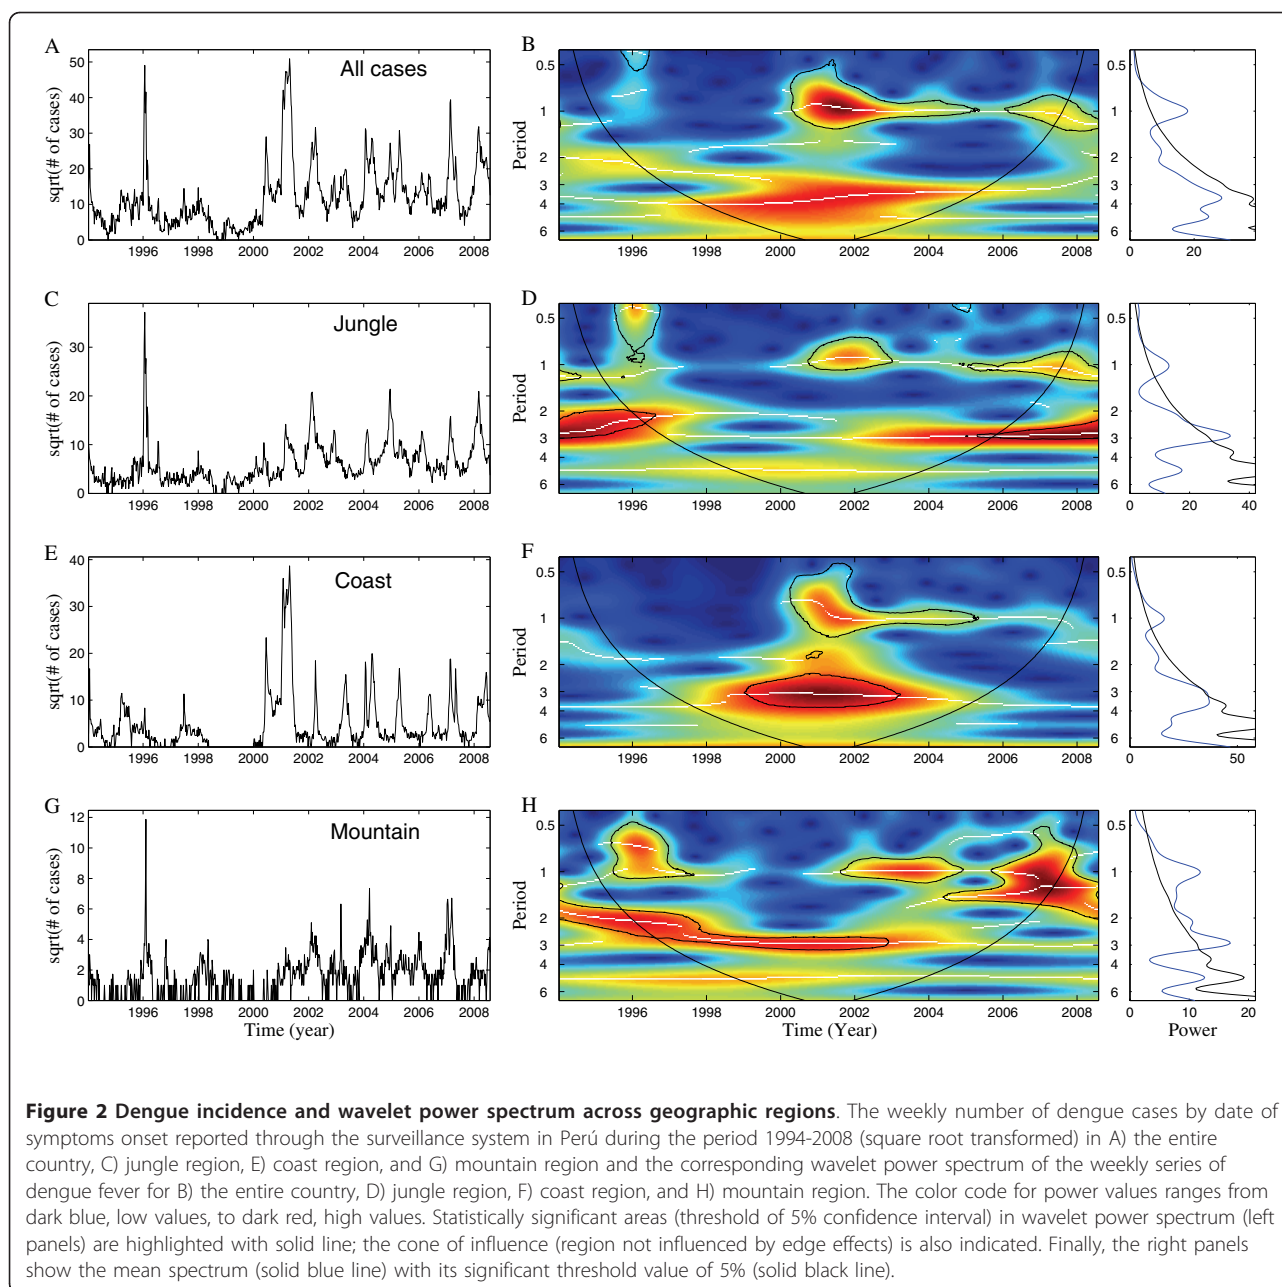 A
All cases
50
40
30
20
10
0
sqrt(# of cases)
1996 1998 2000 2002 2004 2006 2008
B
0.5
1
2
3
4
6
Period
1996 1998 2000 2002 2004 2006 2008
20
0.5
1
2
3
4
6
C
Jungle
30
20
10
0
sqrt(# of cases)
1996 1998 2000 2002 2004 2006 2008
D
0.5
1
2
3
4
6
Period
1996 1998 2000 2002 2004 2006 2008
0.5
1
2
3
4
6
0 20 40
E
Coast
40
30
20
10
0
sqrt(# of cases)
1996 1998 2000 2002 2004 2006 2008
F
0.5
1
2
3
4
6
Period
1996 1998 2000 2002 2004 2006 2008
0.5
1
2
3
4
6
0 50
G
Mountain
12
10
8
6
4
2
0
sqrt(# of cases)
1996 1998 2000 2002 2004 2006 2008
Time (year)
H
0.5
1
2
3
4
6
Period
1996 1998 2000 2002 2004 2006 2008
Time (Year)
0.5
1
2
3
4
6
0 10 20
Power
Figure 2 Dengue incidence and wavelet power spectrum across geographic regions. The weekly number of dengue cases by date of
symptoms onset reported through the surveillance system in Perú during the period 1994-2008 (square root transformed) in A) the entire
country, C) jungle region, E) coast region, and G) mountain region and the corresponding wavelet power spectrum of the weekly series of
dengue fever for B) the entire country, D) jungle region, F) coast region, and H) mountain region. The color code for power values ranges from
dark blue, low values, to dark red, high values. Statistically significant areas (threshold of 5% confidence interval) in wavelet power spectrum (left
panels) are highlighted with solid line; the cone of influence (region not influenced by edge effects) is also indicated. Finally, the right panels
show the mean spectrum (solid blue line) with its significant threshold value of 5% (solid black line).